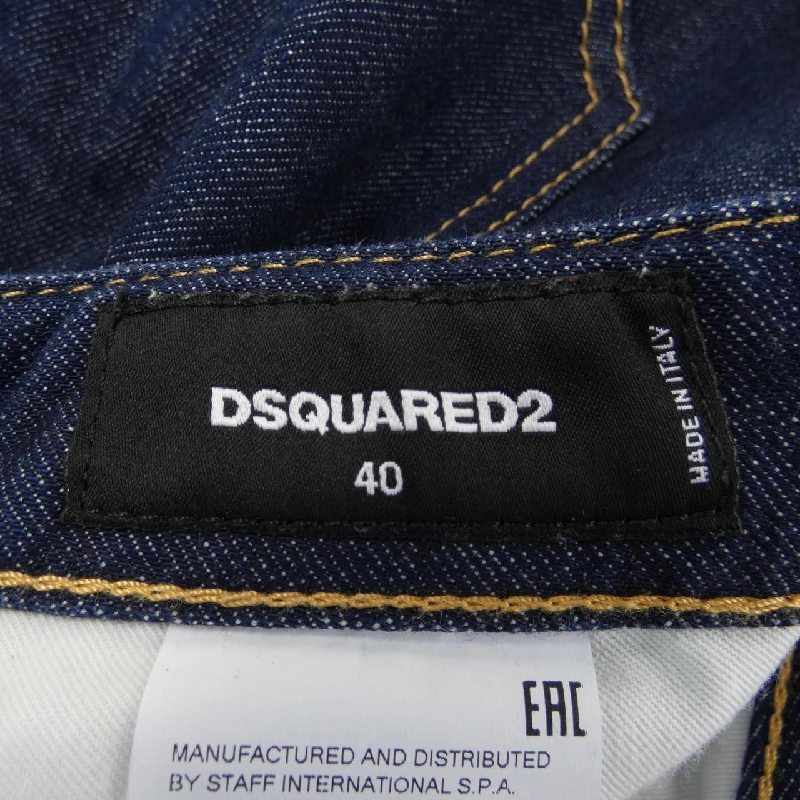 DSQUARED2
40
MADE IN ITALY
EAC
MANUFACTURED AND DISTRIBUTED
BY STAFF INTERNATIONAL S.P.A.